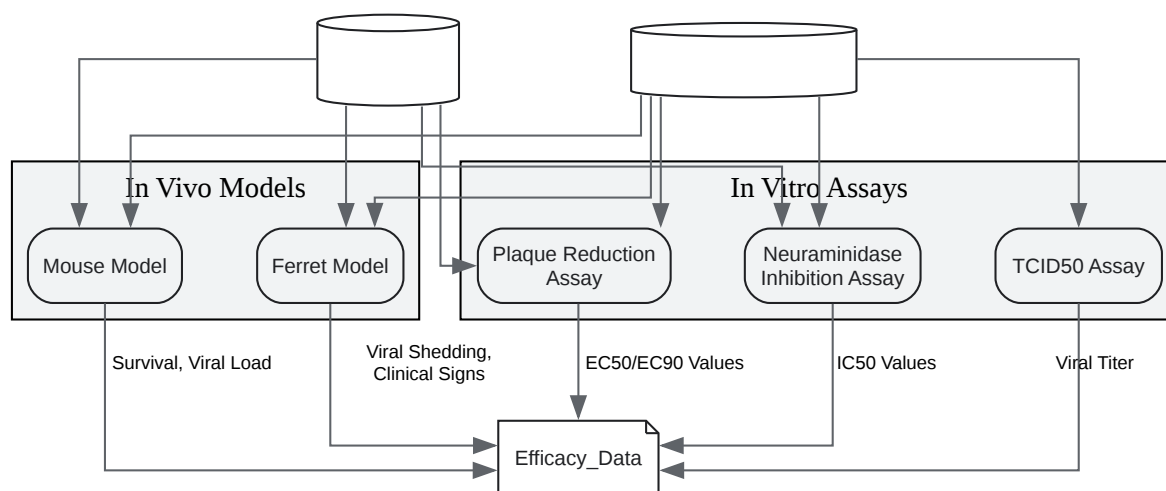 In Vivo Models
In Vitro Assays
Mouse Model
Ferret Model
Plaque Reduction
Assay
Neuraminidase
Inhibition Assay
TCID50 Assay
Survival, Viral Load
Viral Shedding,
Clinical Signs
EC50/EC90 Values
IC50 Values
Viral Titer
Efficacy_Data